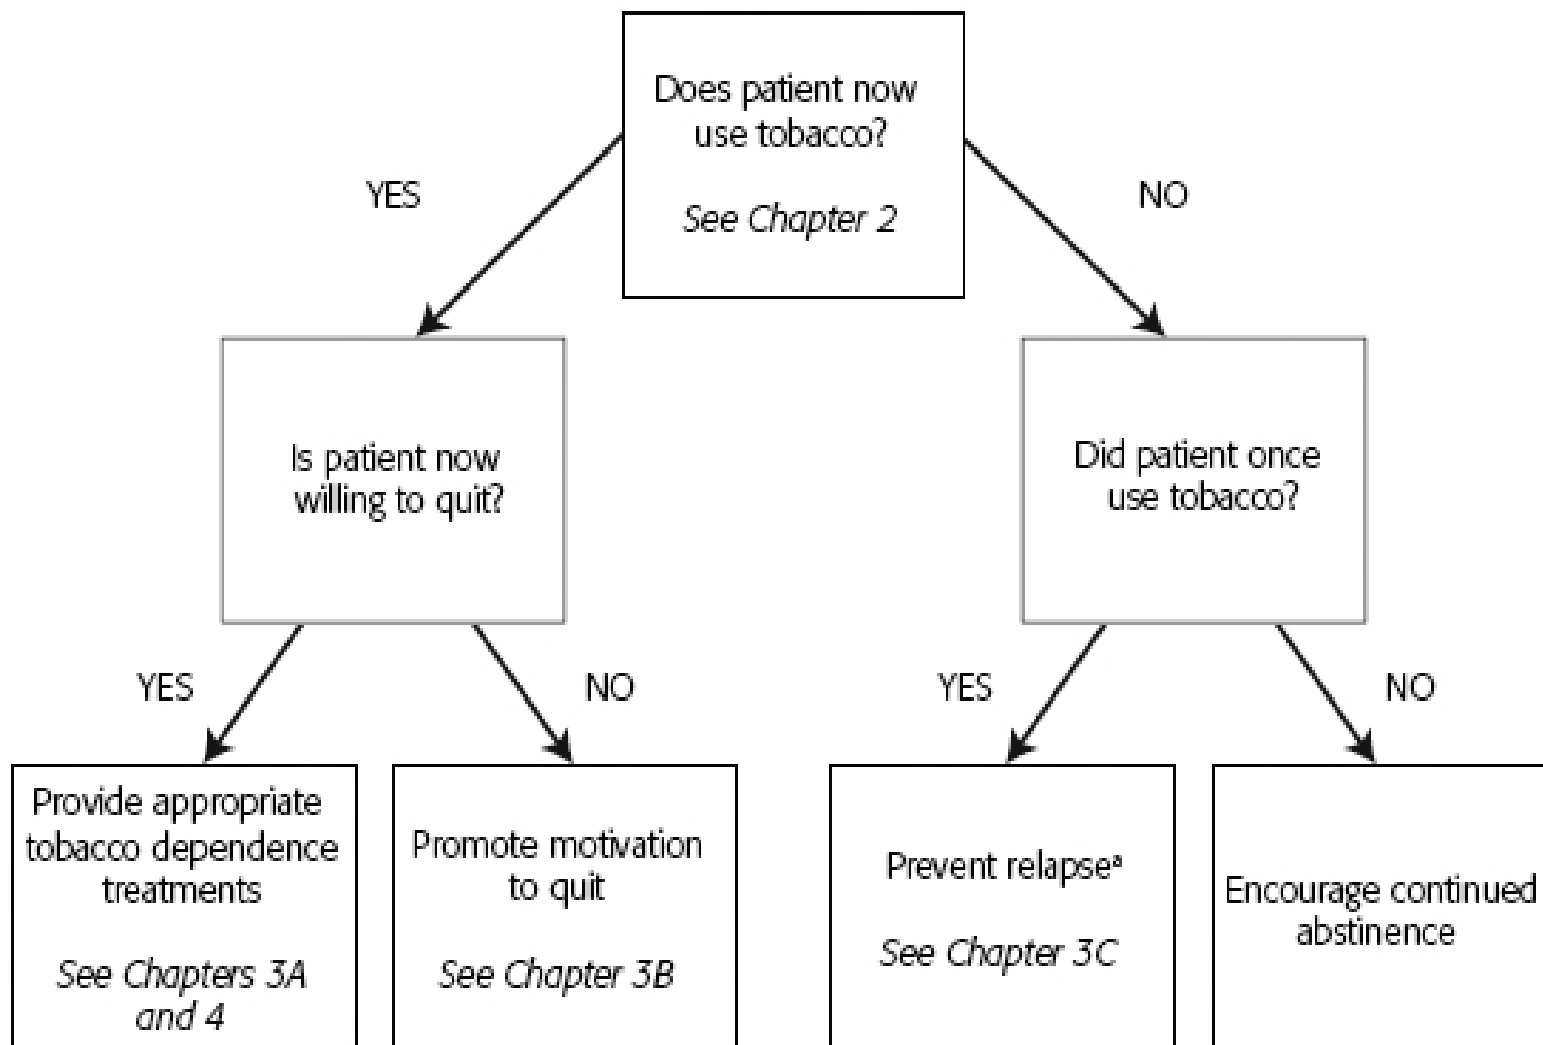 Does patient now
use tobacco?
See Chapter 2
YES
NO
Is patient now
willing to quit?
Did patient once
use tobacco?
YES
NO
YES
NO
Provide appropriate
tobacco dependence
treatments
See Chapters 3A
and 4
Promote motivation
to quit
See Chapter 3B
Prevent relapseᵃ
See Chapter 3C
Encourage continued
abstinence